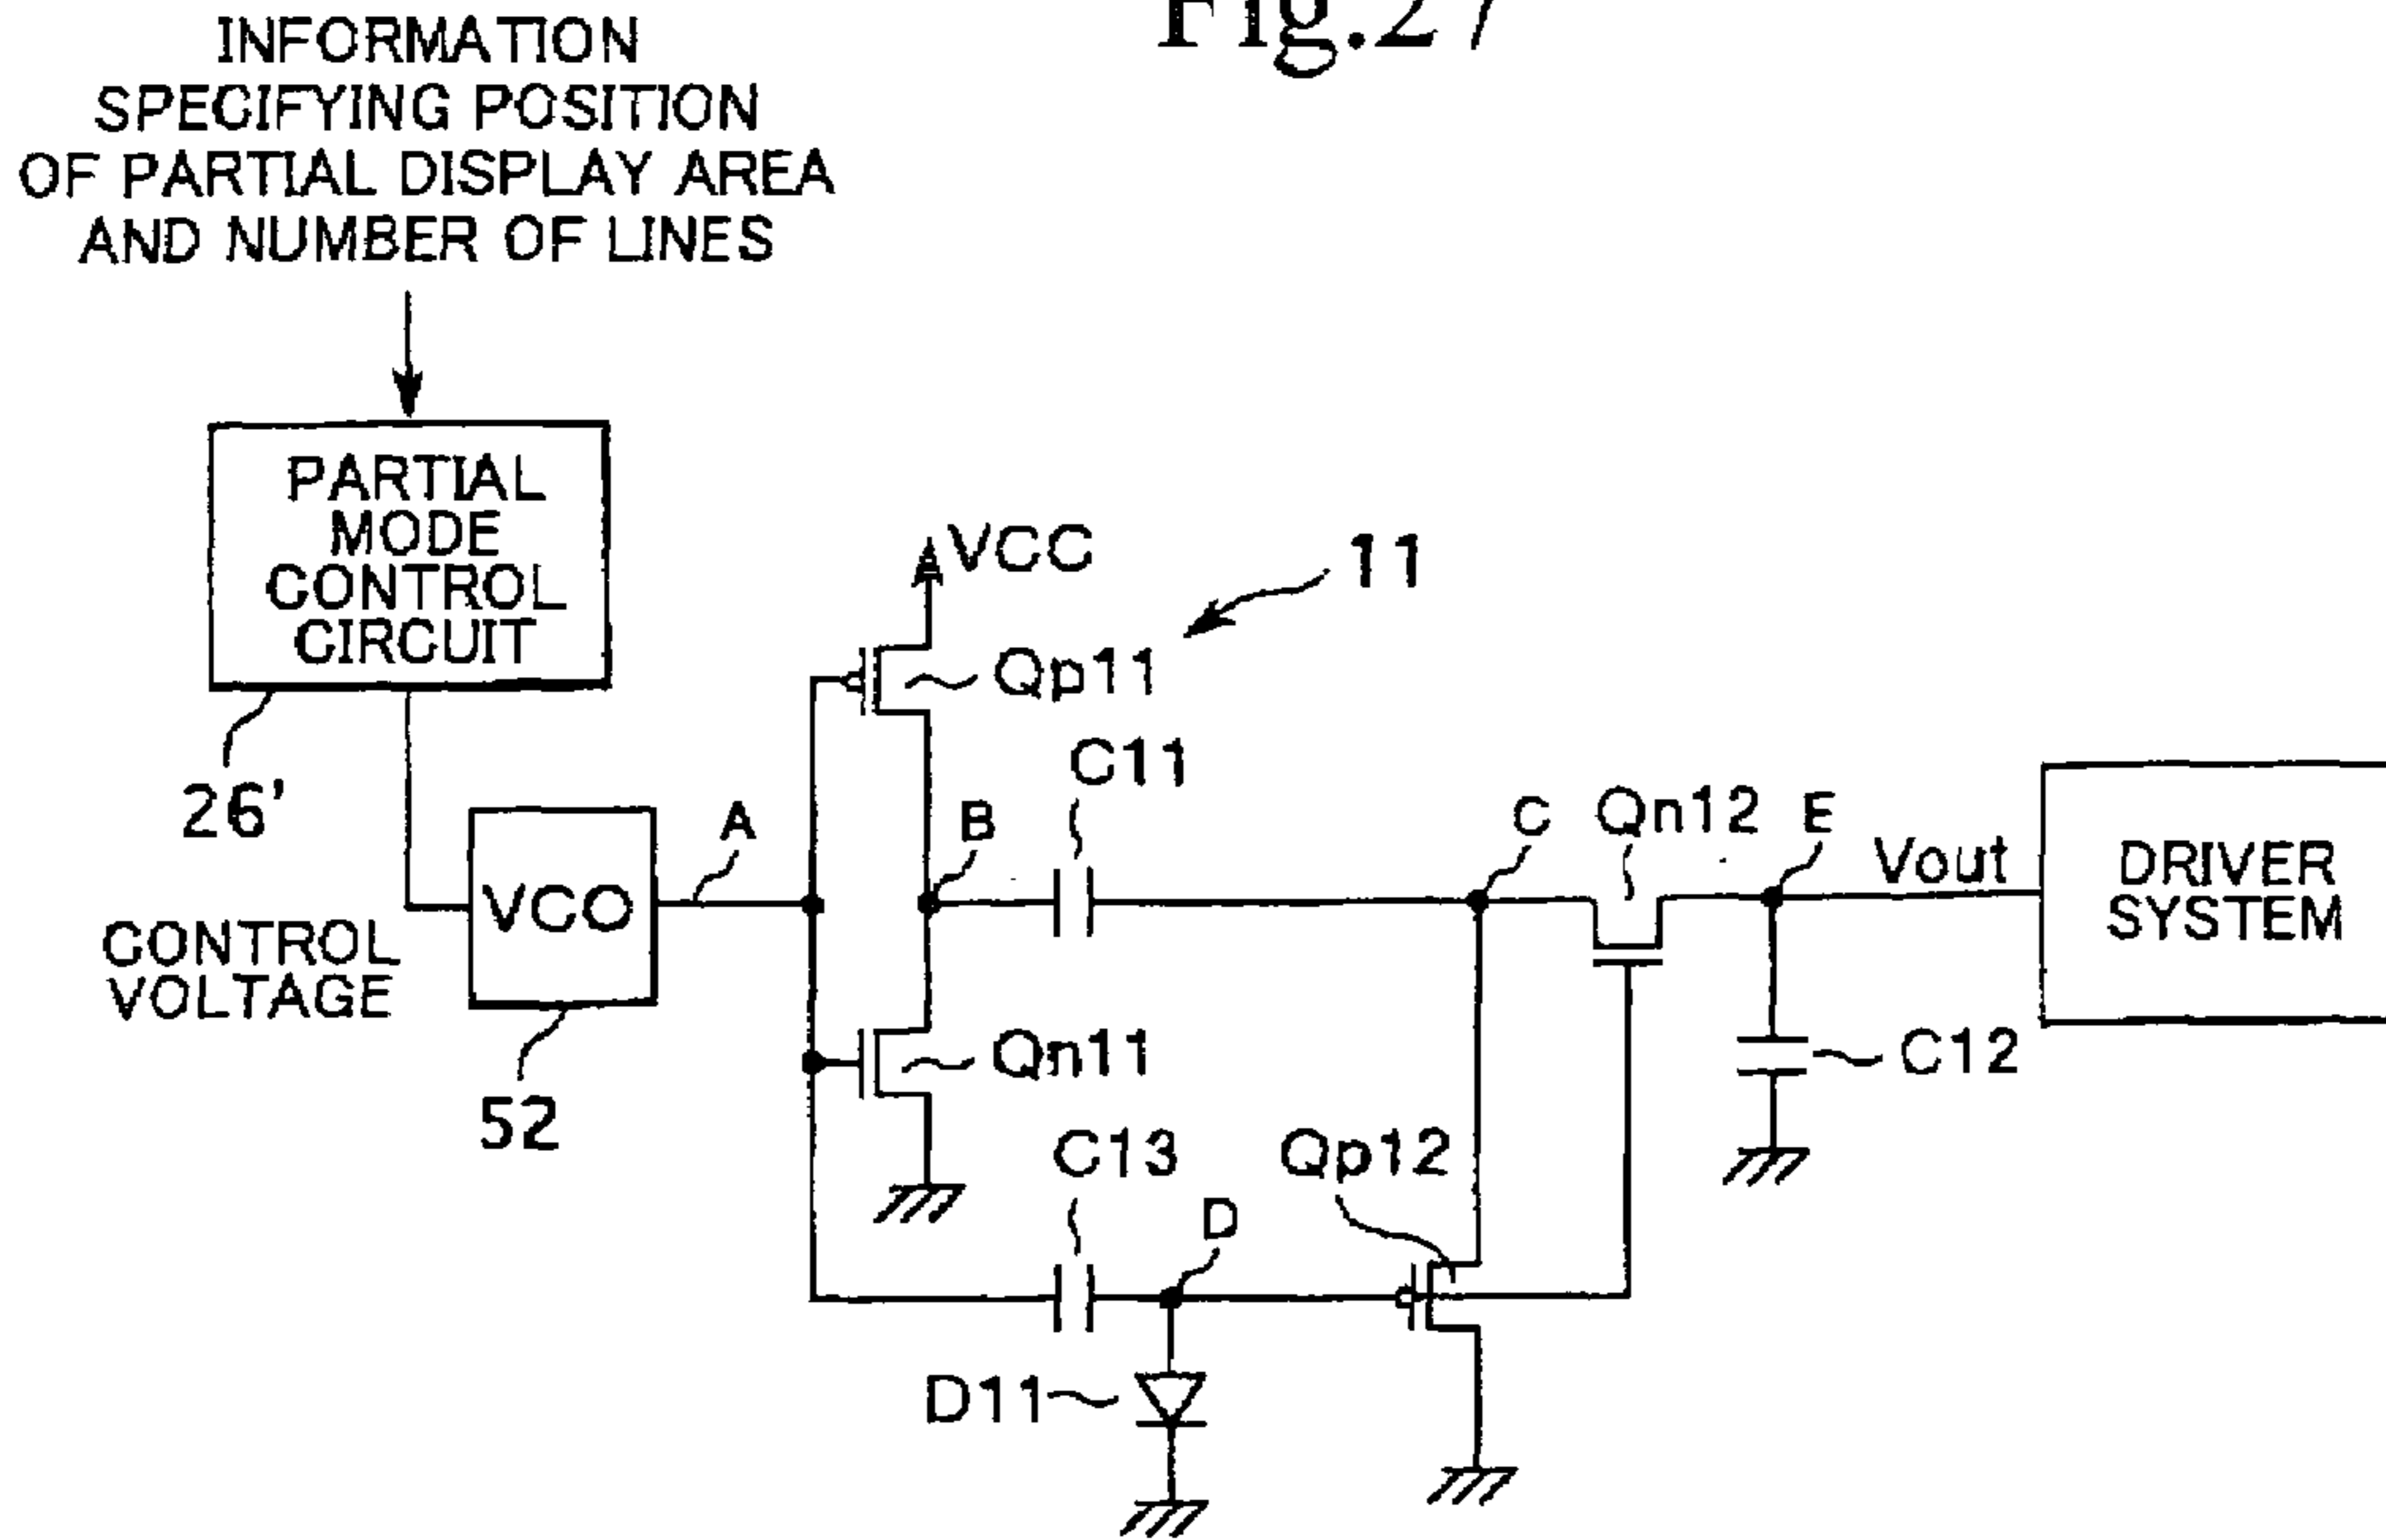 Fig.27
INFORMATION
SPECIFYING POSITION
OF PARTIAL DISPLAY AREA
AND NUMBER OF LINES
PARTIAL
MODE
CONTROL
CIRCUIT
26'
CONTROL
VOLTAGE
VCO
52
A
VCC
11
Qp11
C11
B
Qn11
C13
D
D11
Qp12
C
Qn12
E
Vout
C12
DRIVER
SYSTEM